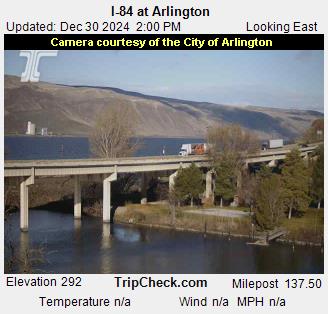 I-84 at Arlington
Updated: Dec 30 2024 2:00 PM Looking East
Camera courtesy of the City of Arlington
Elevation 292 TripCheck.com Milepost 137.50
Temperature n/a Wind n/a MPH n/a